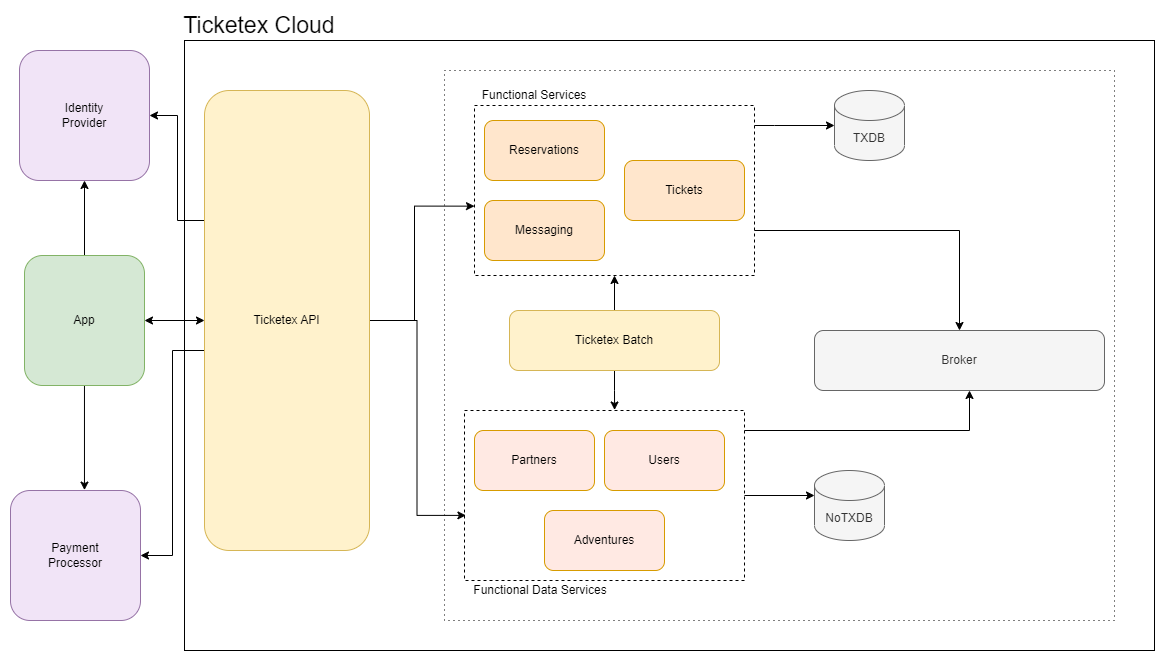 Ticketex Cloud
Identity
Provider
App
Payment
Processor
Ticketex API
Functional Services
Reservations
Tickets
Messaging
Ticketex Batch
Partners
Users
Adventures
Functional Data Services
TXDB
Broker
NoTXDB